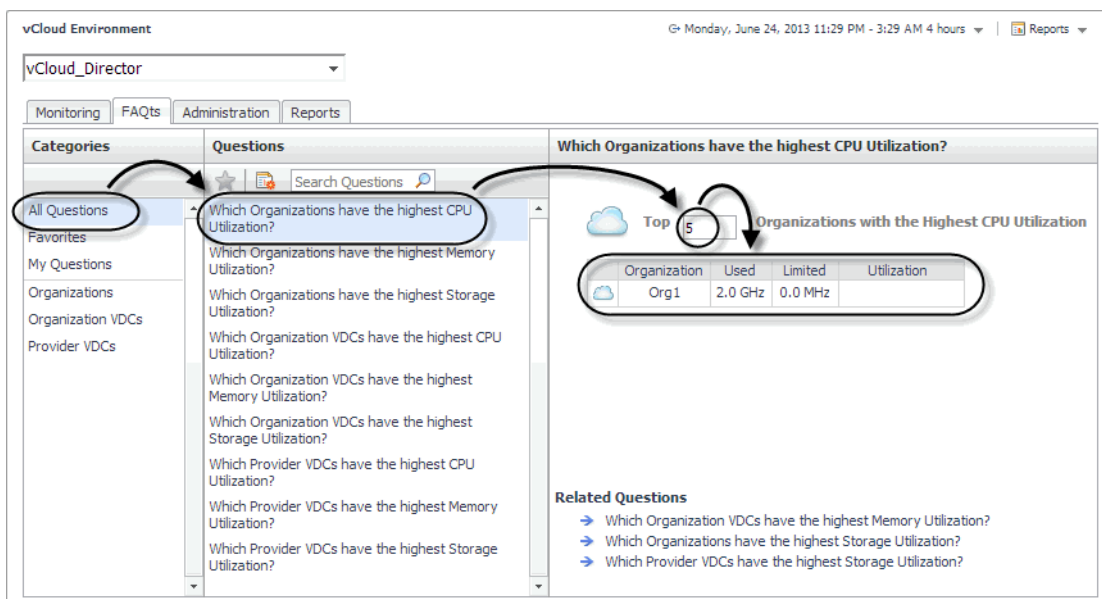 vCloud Environment
Monday, June 24, 2013 11:29 PM - 3:29 AM 4 hours
Reports
vCloud_Director
Monitoring
FAQts
Administration
Reports
Categories
All Questions
Favorites
My Questions
Organizations
Organization VDCs
Provider VDCs
Questions
Search Questions
Which Organizations have the highest CPU
Utilization?
Which Organizations have the highest Memory
Utilization?
Which Organizations have the highest Storage
Utilization?
Which Organization VDCs have the highest CPU
Utilization?
Which Organization VDCs have the highest
Memory Utilization?
Which Organization VDCs have the highest
Storage Utilization?
Which Provider VDCs have the highest CPU
Utilization?
Which Provider VDCs have the highest Memory
Utilization?
Which Provider VDCs have the highest Storage
Utilization?
Which Organizations have the highest CPU Utilization?
Top 5 Organizations with the Highest CPU Utilization
Organization Used Limited Utilization
Org1 2.0 GHz 0.0 MHz
Related Questions
Which Organization VDCs have the highest Memory Utilization?
Which Organizations have the highest Storage Utilization?
Which Provider VDCs have the highest Storage Utilization?